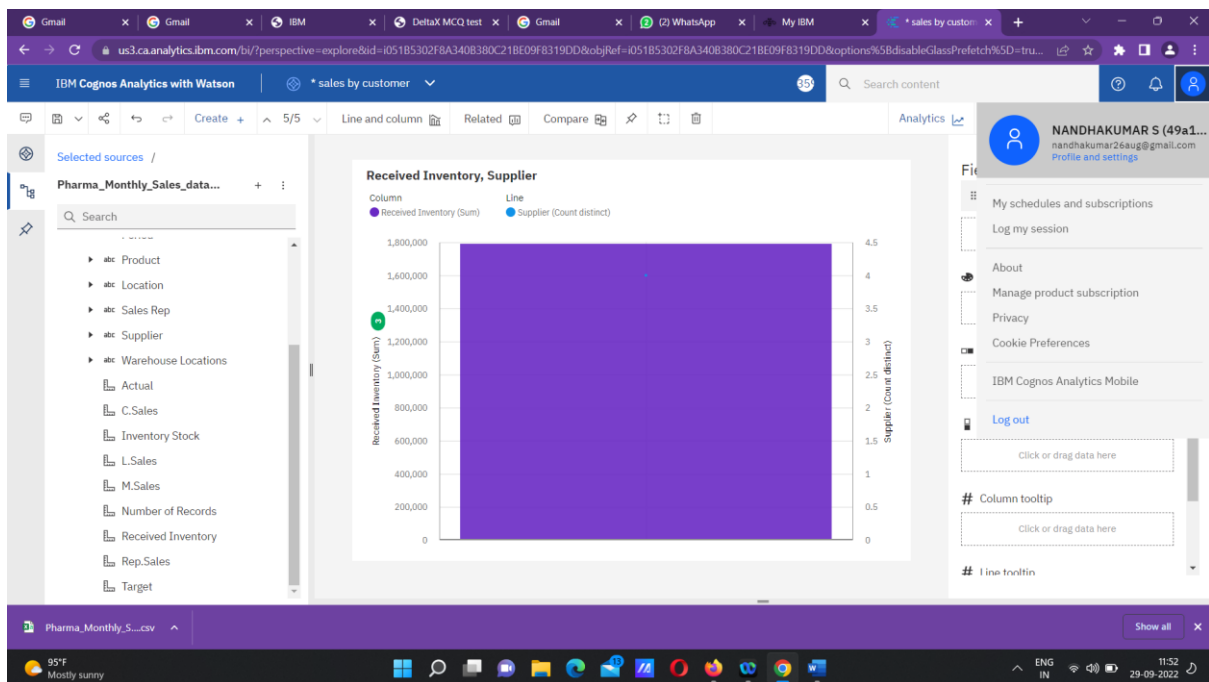 Gmail
Gmail
IBM
DeltaX MCQ test
Gmail
(2) WhatsApp
My IBM
* sales by custom
us3.ca.analytics.ibm.com/bi/?perspective=explore&id=i051B5302F8A340B380C21BE09F8319DD&objRef=i051B5302F8A340B380C21BE09F8319DD&options%5BdisableGlassPrefetch%5D=tru...
IBM Cognos Analytics with Watson
* sales by customer
Search content
Create +
5/5
Line and column
Related
Compare
Analytics
NANDHAKUMAR S (49a1...
nandhakumar26aug@gmail.com
Profile and settings
My schedules and subscriptions
Log my session
About
Manage product subscription
Privacy
Cookie Preferences
IBM Cognos Analytics Mobile
Log out
Selected sources /
Pharma_Monthly_Sales_data...
Search
abc Product
abc Location
abc Sales Rep
abc Supplier
abc Warehouse Locations
Actual
C.Sales
Inventory Stock
L.Sales
M.Sales
Number of Records
Received Inventory
Rep.Sales
Target
Received Inventory, Supplier
Column
Line
Received Inventory (Sum)
Supplier (Count distinct)
1,800,000
1,600,000
1,400,000
1,200,000
1,000,000
800,000
600,000
400,000
200,000
0
Received Inventory (Sum)
4.5
4
3.5
3
2.5
2
1.5
1
0.5
0
Supplier (Count distinct)
Click or drag data here
# Column tooltip
Click or drag data here
# Line tooltip
Pharma_Monthly_S....csv
Show all
95°F
Mostly sunny
ENG
IN
11:52
29-09-2022